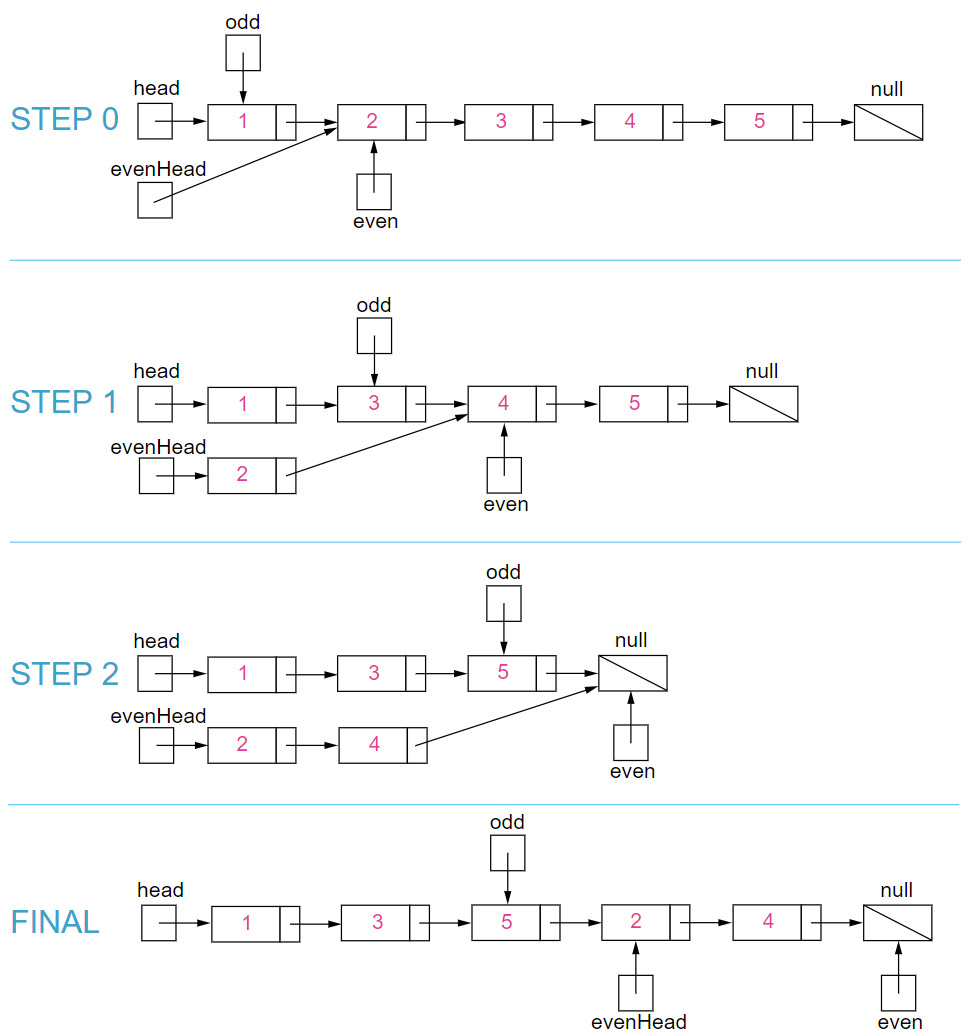 odd
head
null
STEP 0
1 2 3 4 5
evenHead
even
odd
head
null
STEP 1
1 3 4 5
evenHead
2
even
odd
head
null
STEP 2
1 3 5
evenHead
2 4
even
odd
head
null
FINAL
1 3 5 2 4
evenHead
even